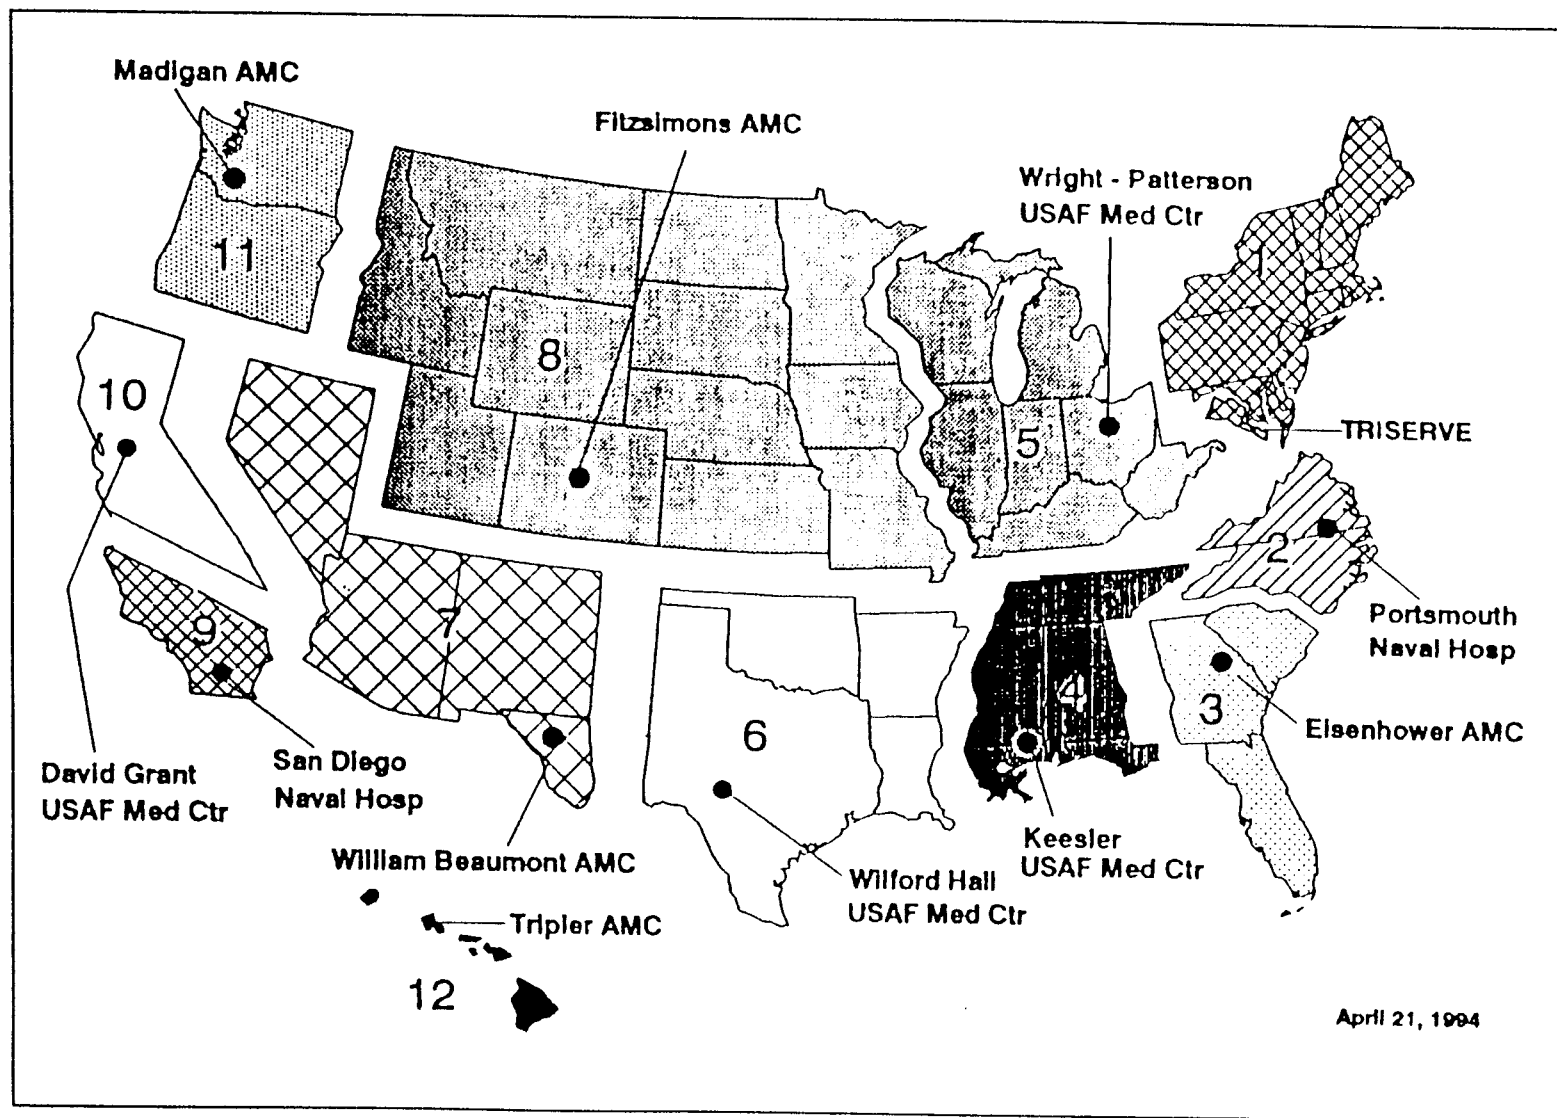 Madigan AMC
Fitzsimons AMC
Wright - Patterson
USAF Med Ctr
11
1
8
10
5
TRISERVE
2
Portsmouth
Naval Hosp
9
7
4
3
6
Eisenhower AMC
David Grant
USAF Med Ctr
San Diego
Naval Hosp
William Beaumont AMC
Keesler
USAF Med Ctr
Wilford Hall
USAF Med Ctr
Tripler AMC
12
April 21, 1994